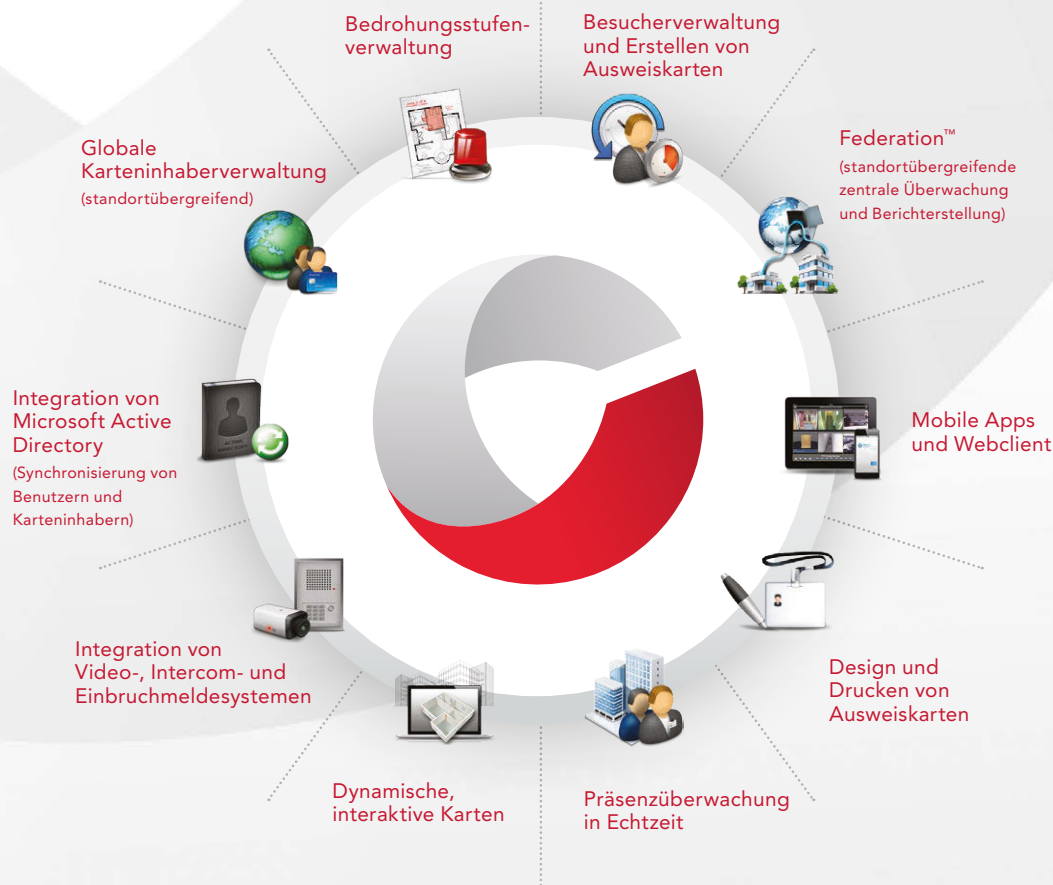 Bedrohungsstufen-
verwaltung
Besucherverwaltung
und Erstellen von
Ausweiskarten
Federation™
(standortübergreifende
zentrale Überwachung
und Berichterstellung)
Mobile Apps
und Webclient
Design und
Drucken von
Ausweiskarten
Präsenzüberwachung
in Echtzeit
Dynamische,
interaktive Karten
Integration von
Video-, Intercom- und
Einbruchmeldesystemen
Integration von
Microsoft Active
Directory
(Synchronisierung von
Benutzern und
Karteninhabern)
Globale
Karteninhaberverwaltung
(standortübergreifend)